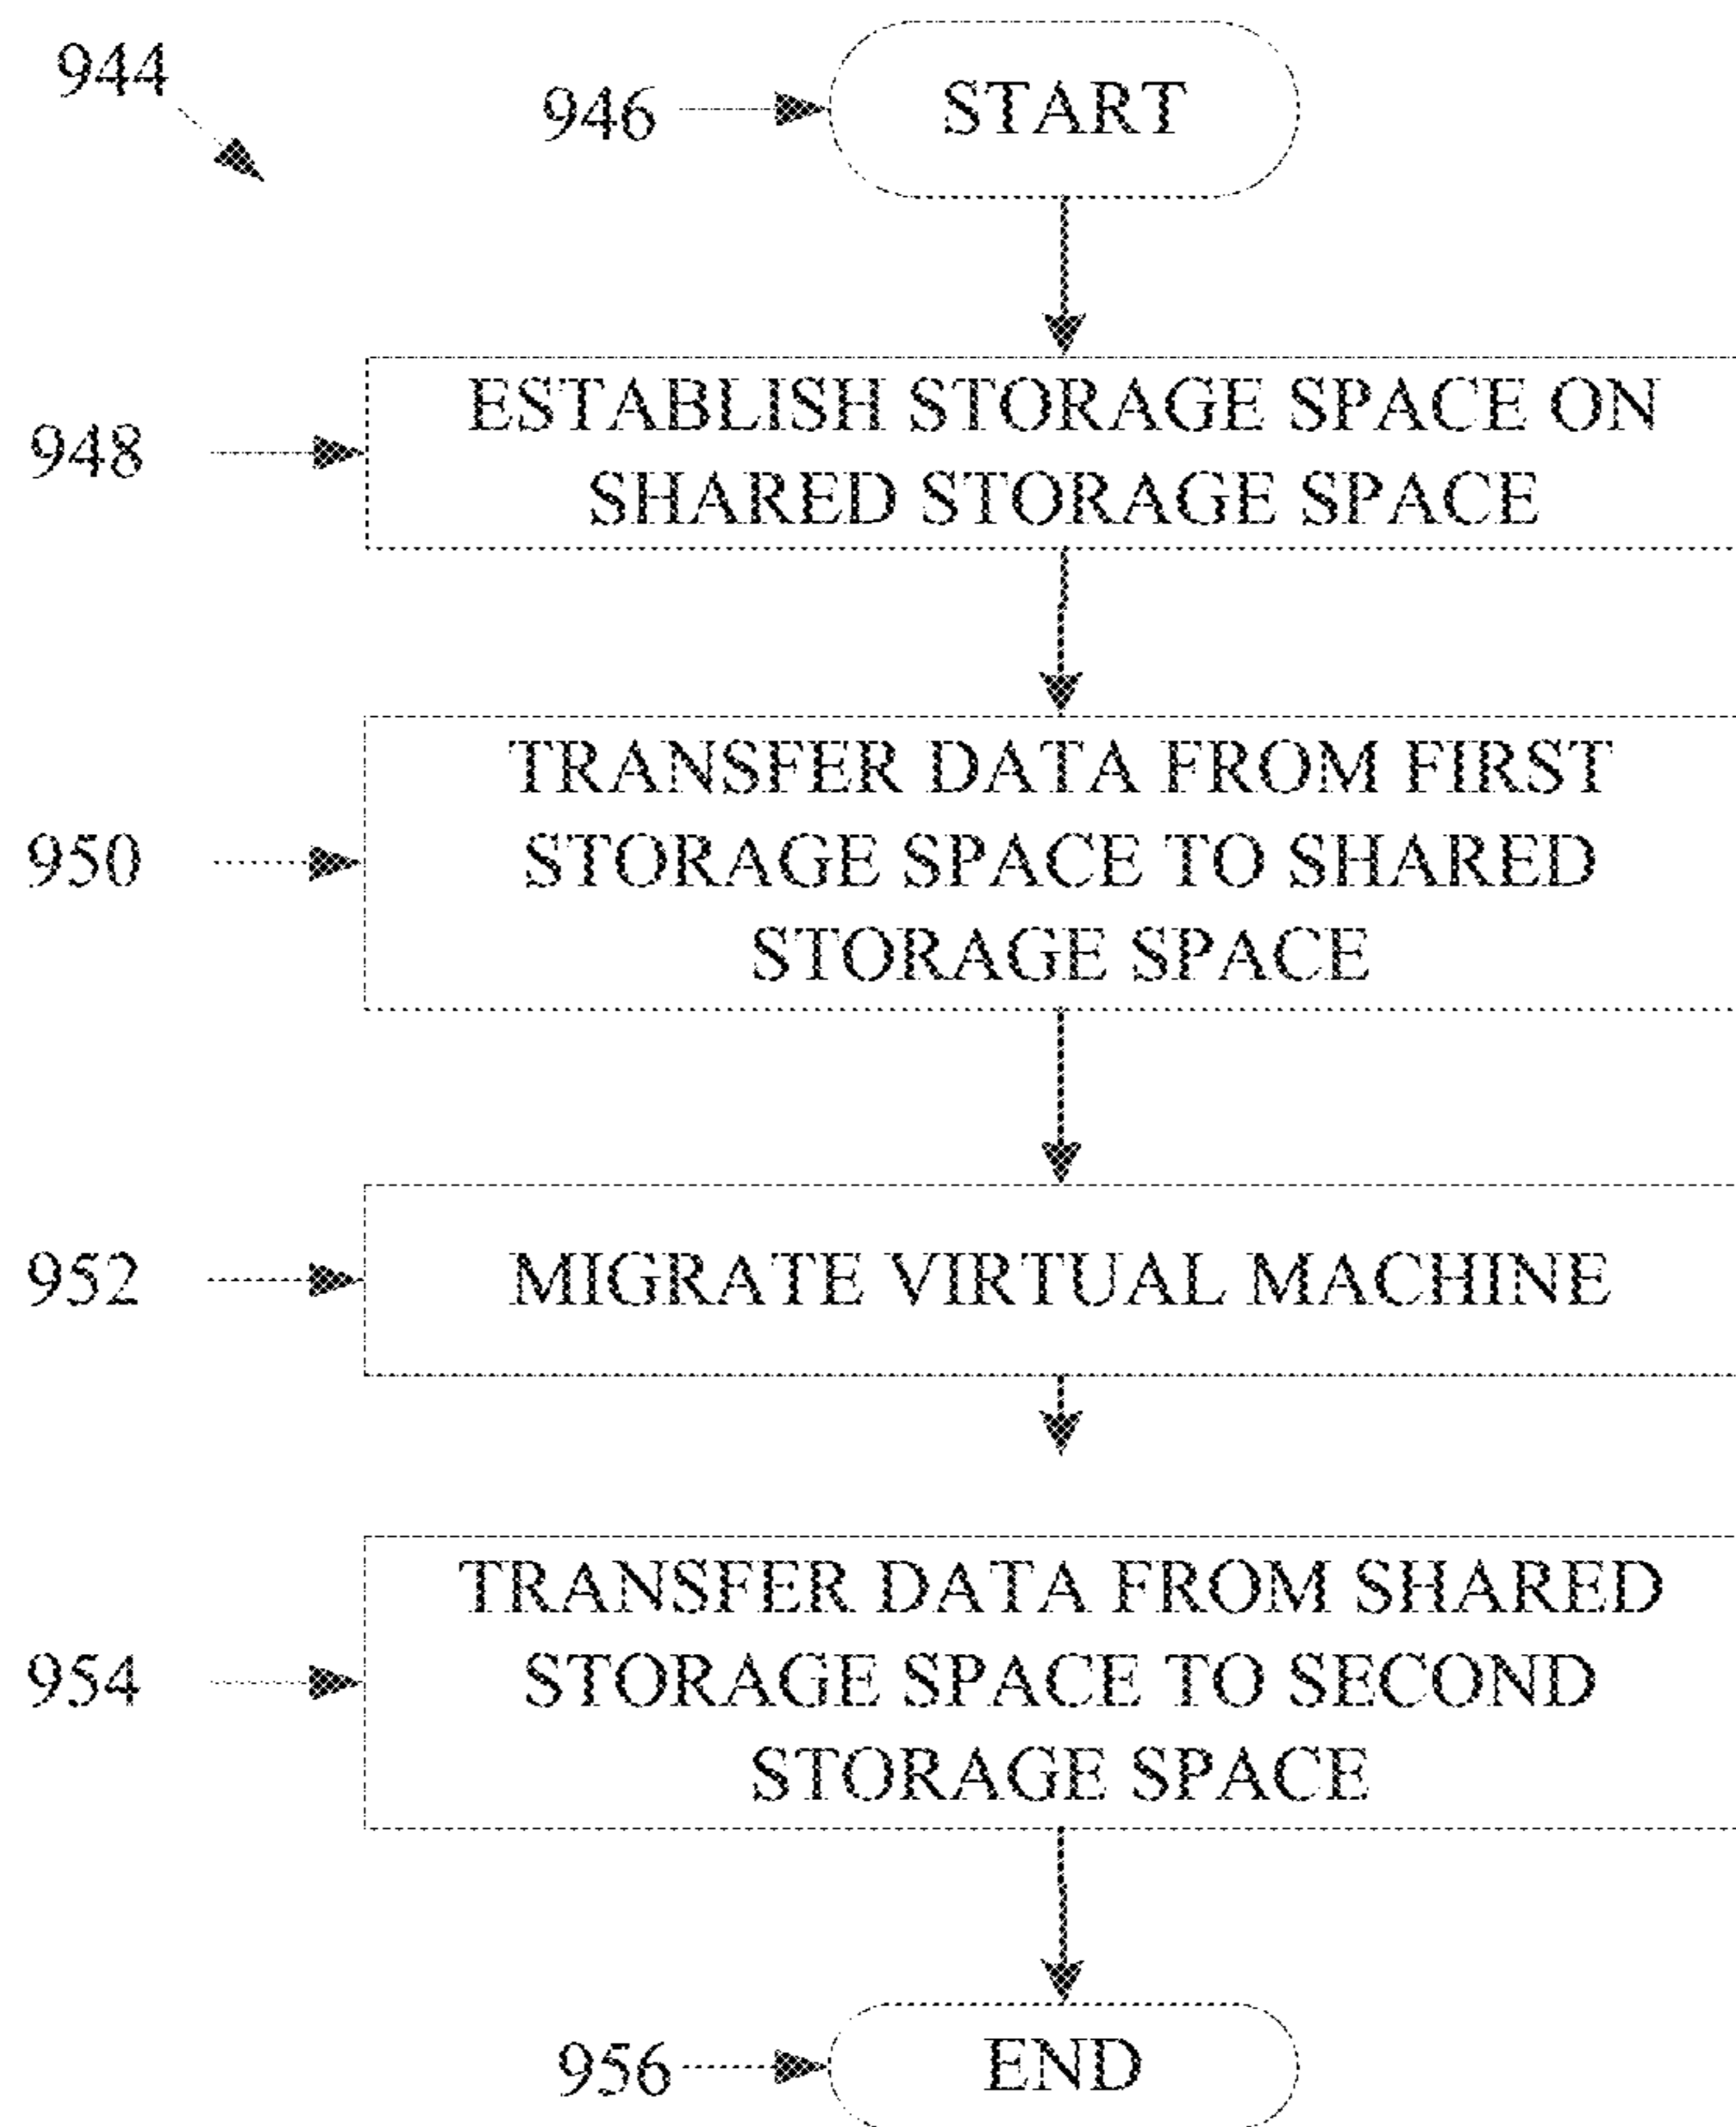 944
946
START
948
ESTABLISH STORAGE SPACE ON
SHARED STORAGE SPACE
950
TRANSFER DATA FROM FIRST
STORAGE SPACE TO SHARED
STORAGE SPACE
952
MIGRATE VIRTUAL MACHINE
954
TRANSFER DATA FROM SHARED
STORAGE SPACE TO SECOND
STORAGE SPACE
956
END